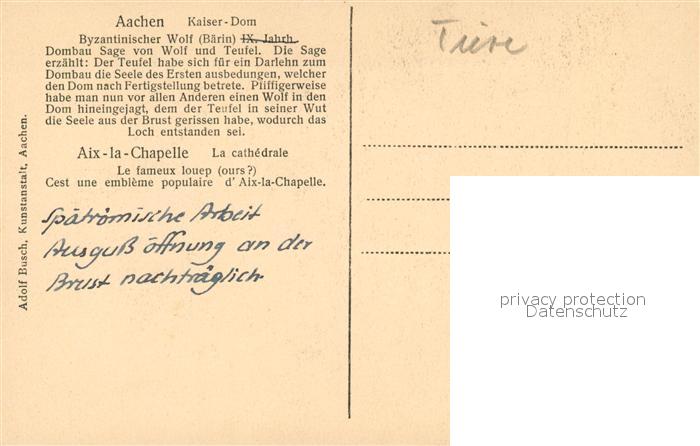 Aachen Kaiser-Dom
Byzantinischer Wolf (Bärin) IX. Jahrh.
Dombau Sage von Wolf und Teufel. Die Sage
erzählt: Der Teufel habe sich für ein Darlehn zum
Dombau die Seele des Ersten ausbedungen, welcher
den Dom nach Fertigstellung betrete. Pfiffigerweise
habe man nun vor allen Anderen einen Wolf in den
Dom hineingejagt, dem der Teufel in seiner Wut
die Seele aus der Brust gerissen habe, wodurch das
Loch entstanden sei.
Aix-la-Chapelle La cathédrale
Le fameux louep (ours?)
Cest une emblème populaire d'Aix-la-Chapelle.
Spätrömische Arbeit
Ausguß öffnung an der
Brust nachträglich
Adolf Busch, Kunstanstalt, Aachen.
Tiere
privacy protection
Datenschutz